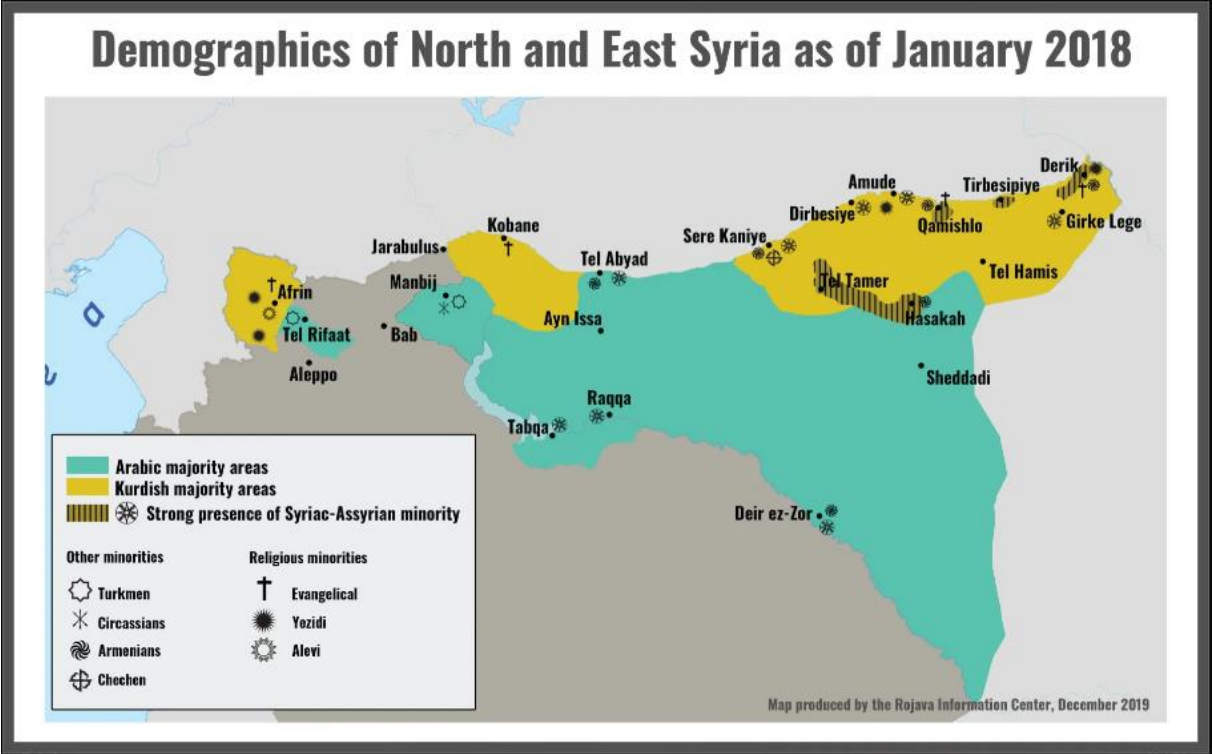 Demographics of North and East Syria as of January 2018
Derik
Amude
Tirbesipiye
Dirbesiye
Qamishlo
Girke Lege
Kobane
Sere Kaniye
Jarabulus
Tel Abyad
Tel Hamis
Manbij
Tel Tamer
Afrin
Ayn Issa
Hasakah
Tel Rifaat
Bab
Aleppo
Sheddadi
Raqqa
Tabqa
Deir ez-Zor
a
Arabic majority areas
Kurdish majority areas
Strong presence of Syriac-Assyrian minority
Other minorities
Turkmen
Circassians
Armenians
Chechen
Religious minorities
Evangelical
Yezidi
Alevi
Map produced by the Rojava Information Center, December 2019